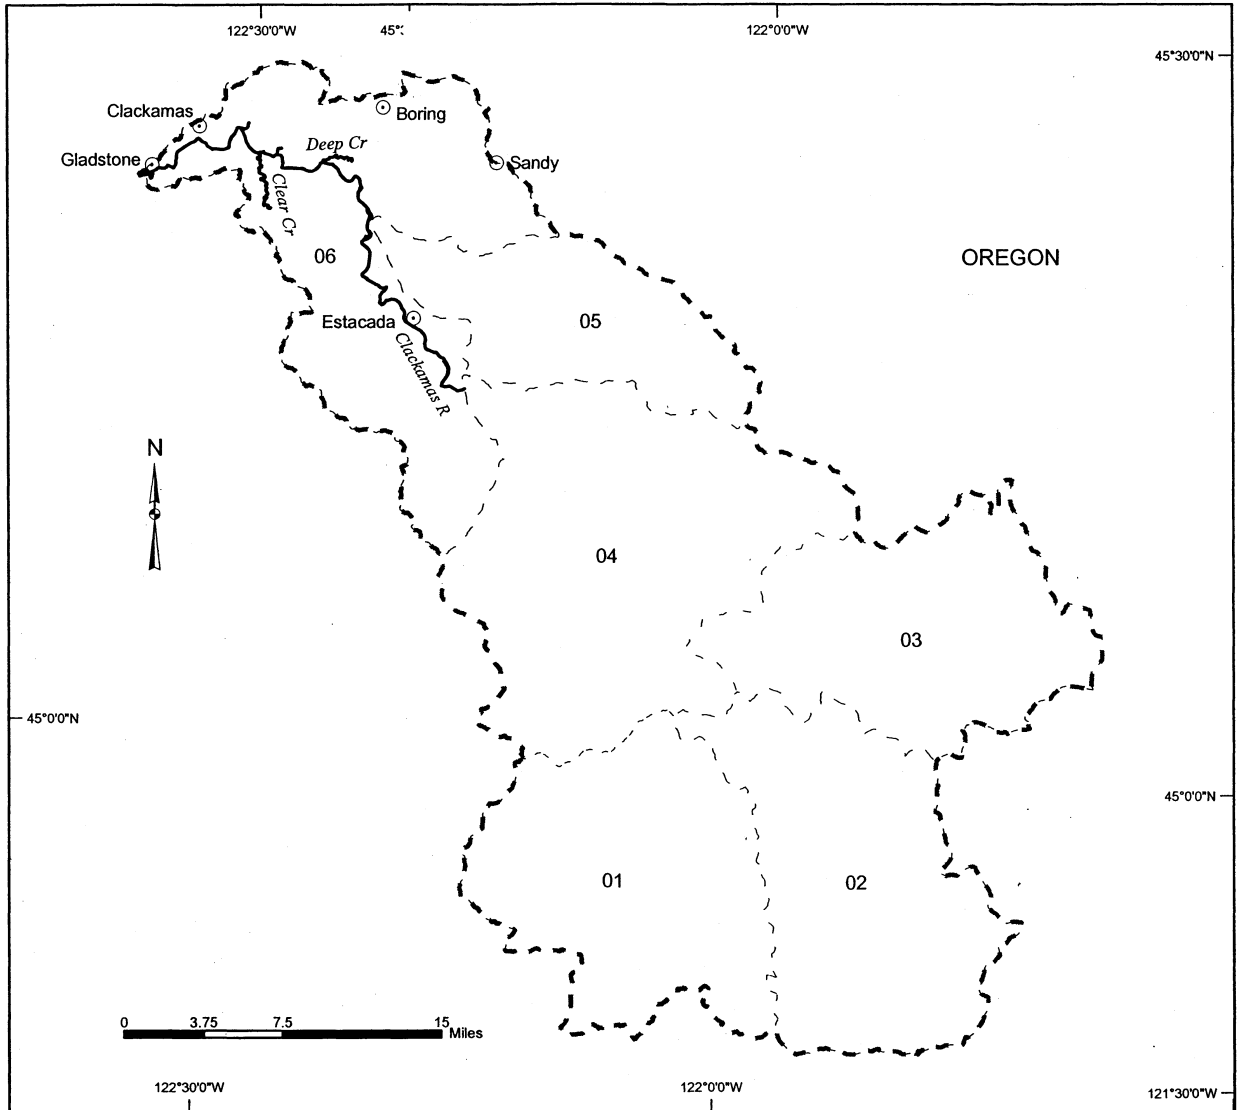 122°30'0"W
45°:
122°0'0"W
45°30'0"N
Clackamas
Boring
Gladstone
Deep Cr
Sandy
Clear Cr
06
OREGON
Estacada
05
Clackamas R
N
04
03
45°0'0"N
45°0'0"N
01
02
0 3.75 7.5 15
Miles
122°30'0"W
122°0'0"W
121°30'0"W